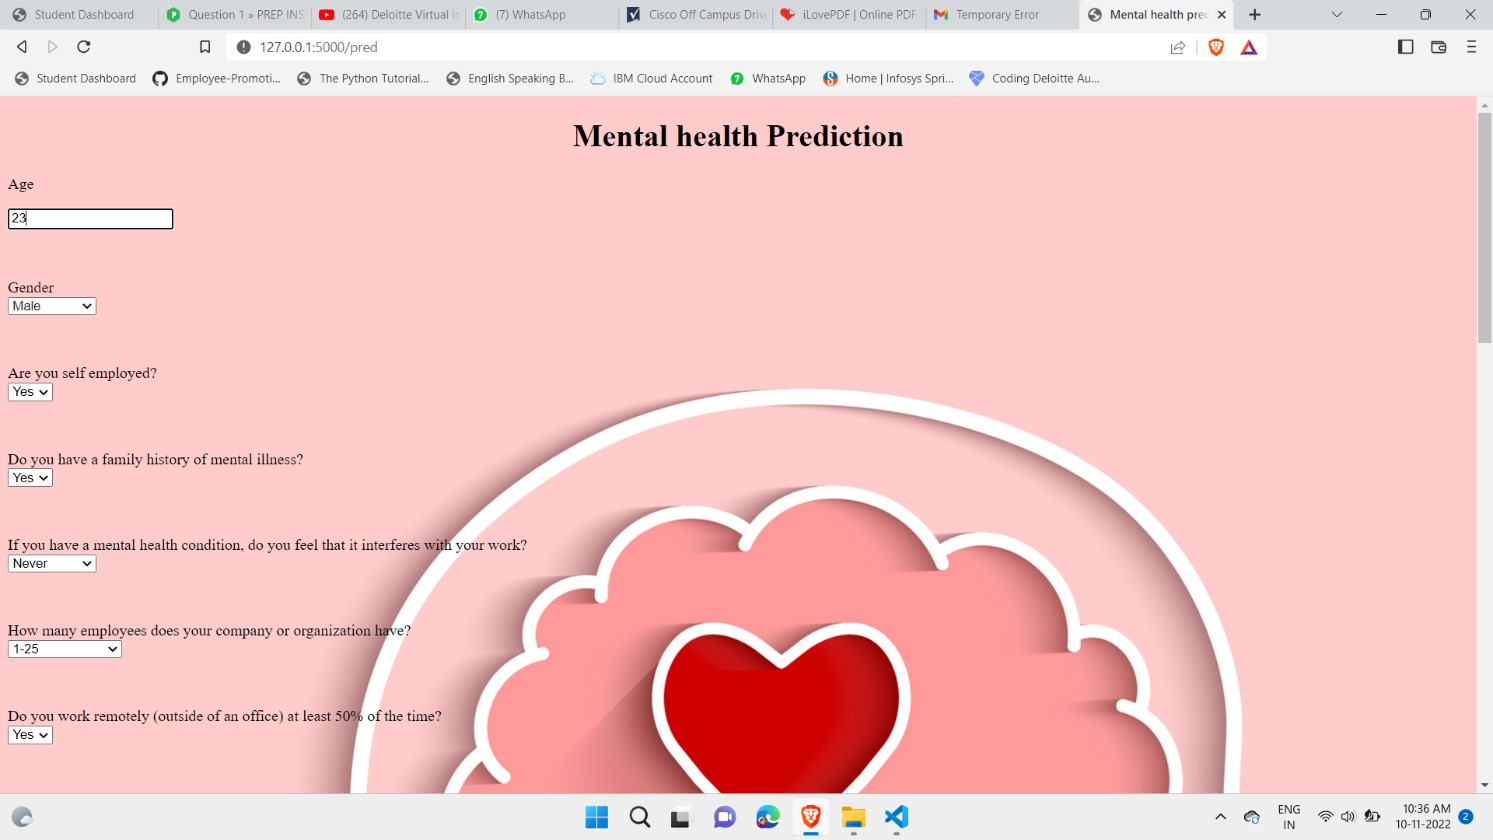 Student Dashboard
Question 1 » PREP INS
(264) Deloitte Virtual In
(7) WhatsApp
Cisco Off Campus Driv
iLovePDF | Online PDF
Temporary Error
Mental health pred
127.0.0.1:5000/pred
Student Dashboard
Employee-Promoti...
The Python Tutorial...
English Speaking B...
IBM Cloud Account
WhatsApp
Home | Infosys Spri...
Coding Deloitte Au...
Mental health Prediction
Age
23
Gender
Male
Are you self employed?
Yes
Do you have a family history of mental illness?
Yes
If you have a mental health condition, do you feel that it interferes with your work?
Never
How many employees does your company or organization have?
1-25
Do you work remotely (outside of an office) at least 50% of the time?
Yes
ENG
IN
10:36 AM
10-11-2022
2